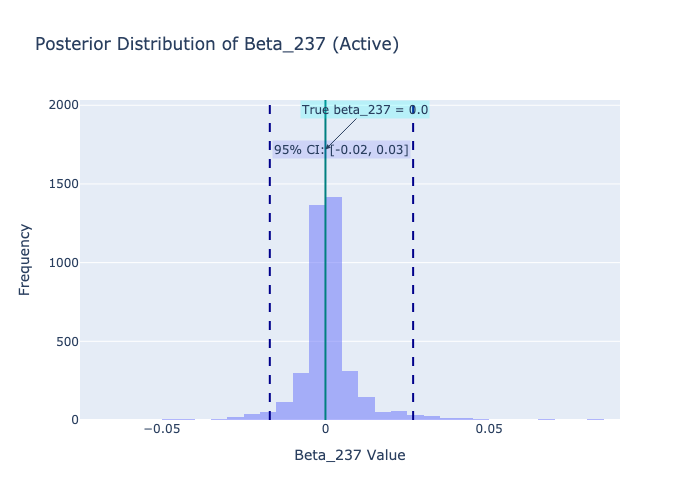 Posterior Distribution of Beta_237 (Active)
True beta_237 = 0.0
95% CI: [-0.02, 0.03]
2000
1500
1000
500
0
Frequency
−0.05
0
0.05
Beta_237 Value